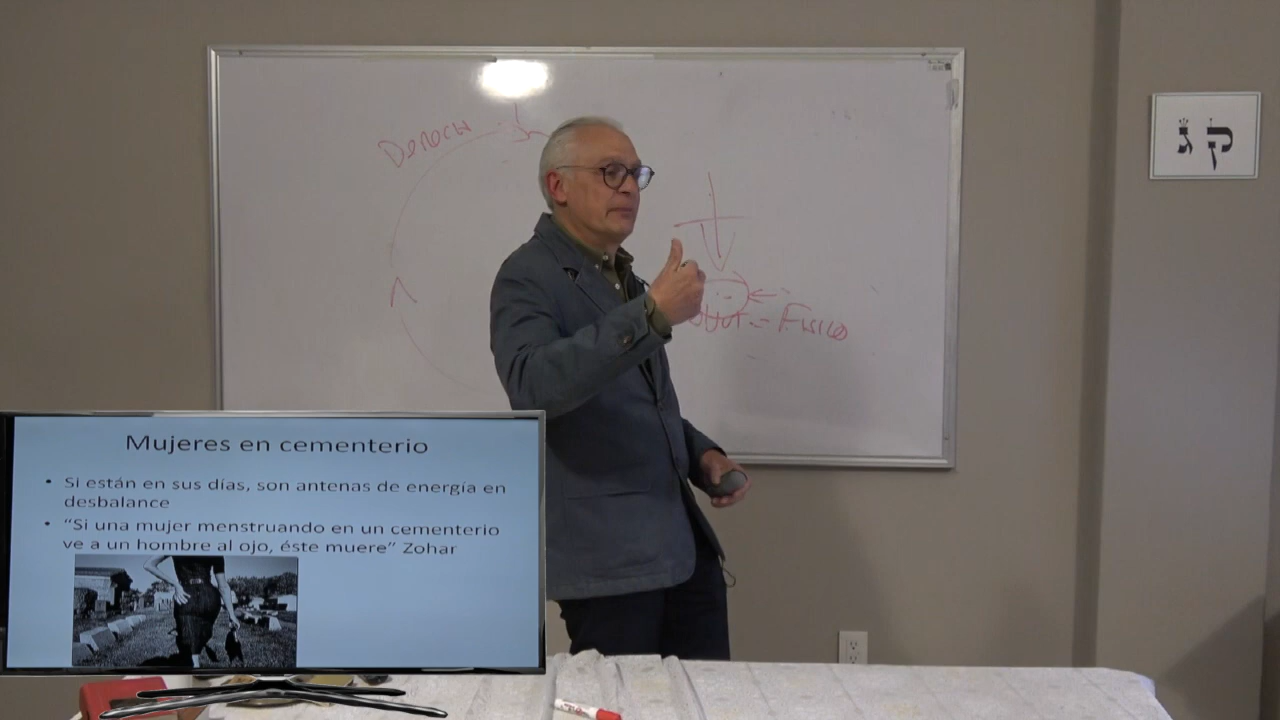 ק ג
Físico
Mujeres en cementerio
• Si están en sus días, son antenas de energía en
desbalance
• “Si una mujer menstruando en un cementerio
ve a un hombre al ojo, éste muere” Zohar